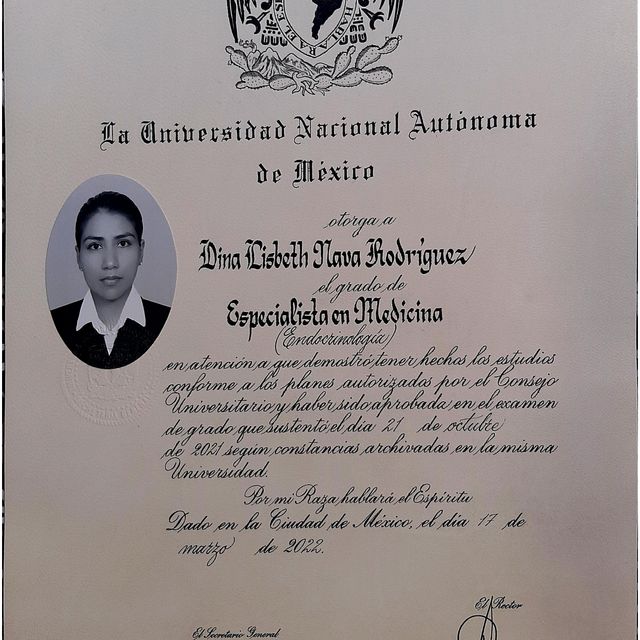 HABLARA EL ES
La Universidad Nacional Autónoma
de México
otorga a
Dina Lisbeth Nava Rodríguez
el grado de
Especialista en Medicina
(Endocrinología)
en atención a que demostró tener hechos los estudios
conforme a los planes autorizados por el Consejo
Universitario y haber sido aprobada en el examen
de grado que sustentó el día 21 de octubre
de 2021 según constancias archivadas en la misma
Universidad.
Por mi Raza hablará el Espíritu
Dado en la Ciudad de México, el día 17 de
marzo de 2022.
El Rector
El Secretario General